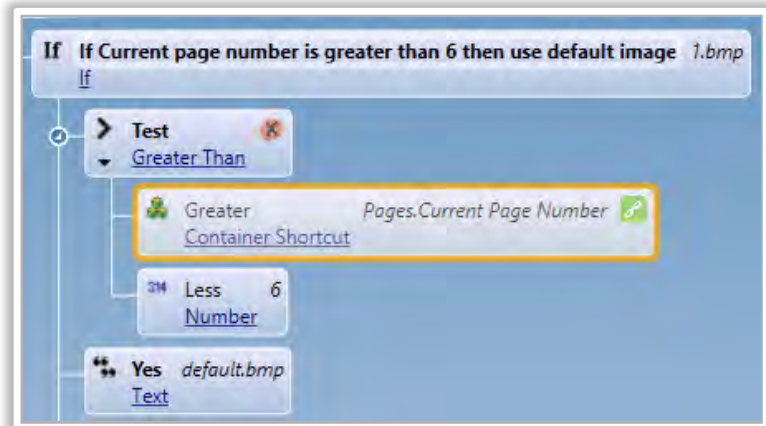 If If Current page number is greater than 6 then use default image 1.bmp
If
Test
Greater Than
Greater Pages.Current Page Number
Container Shortcut
314 Less 6
Number
Yes default.bmp
Text